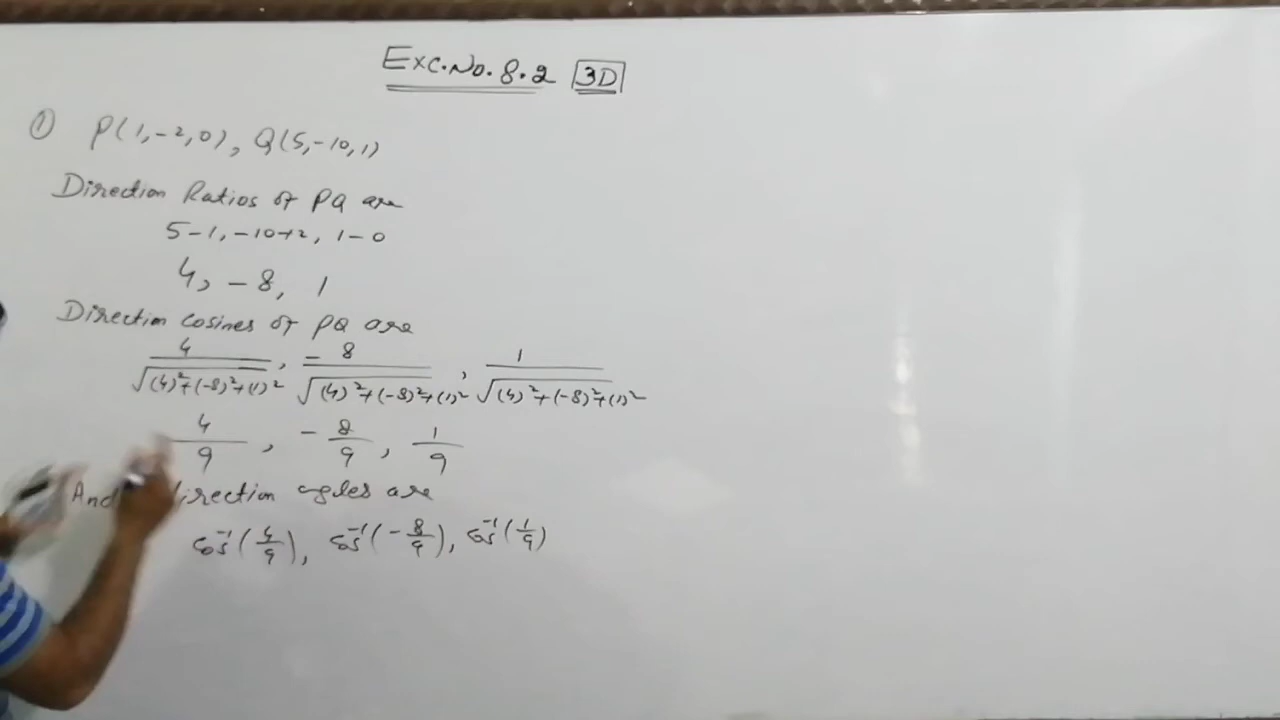 Exc.No.8.2 3D
① P(1,-2,0), Q(5,-10,1)
Direction Ratios of PQ are
5-1, -10+2, 1-0
4, -8, 1
Direction Cosines of PQ are
4/√(4)²+(-8)²+(1)², -8/√(4)²+(-8)²+(1)², 1/√(4)²+(-8)²+(1)²
4/9, -8/9, 1/9
And irection agles are
cos⁻¹(4/9), cos⁻¹(-8/9), cos⁻¹(1/9)